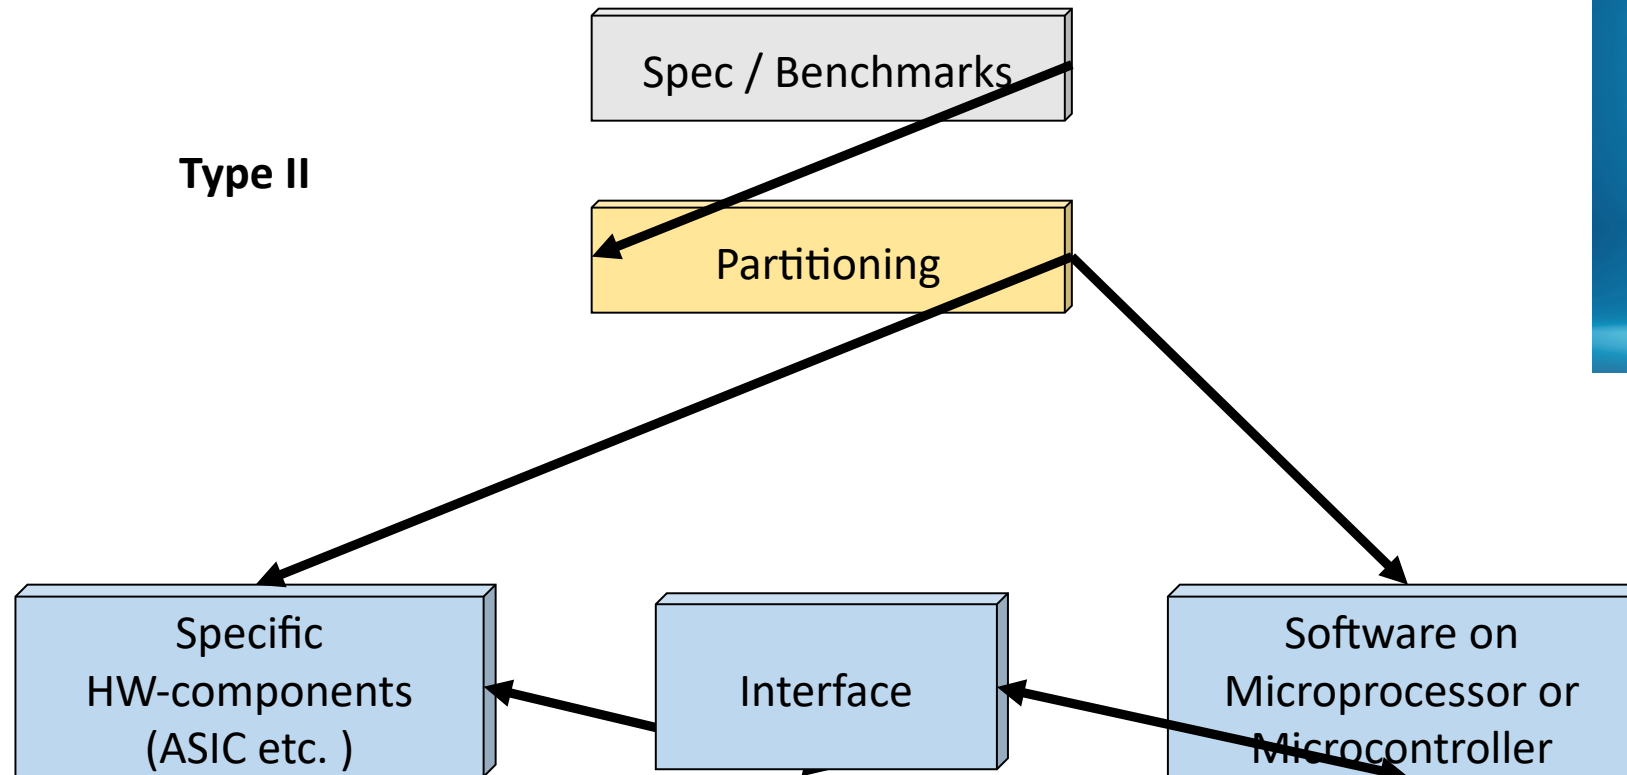 Spec / Benchmarks
Type II
Partitioning
Specific
HW-components
(ASIC etc. )
Interface
Software on
Microprocessor or
Microcontroller